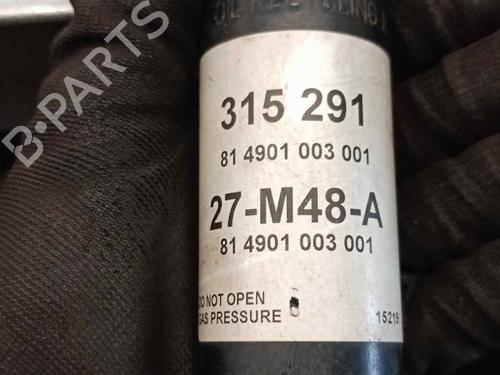 315 291
81 4901 003 001
27-M48-A
81 4901 003 001
DO NOT OPEN
GAS PRESSURE 15219
B-PARTS